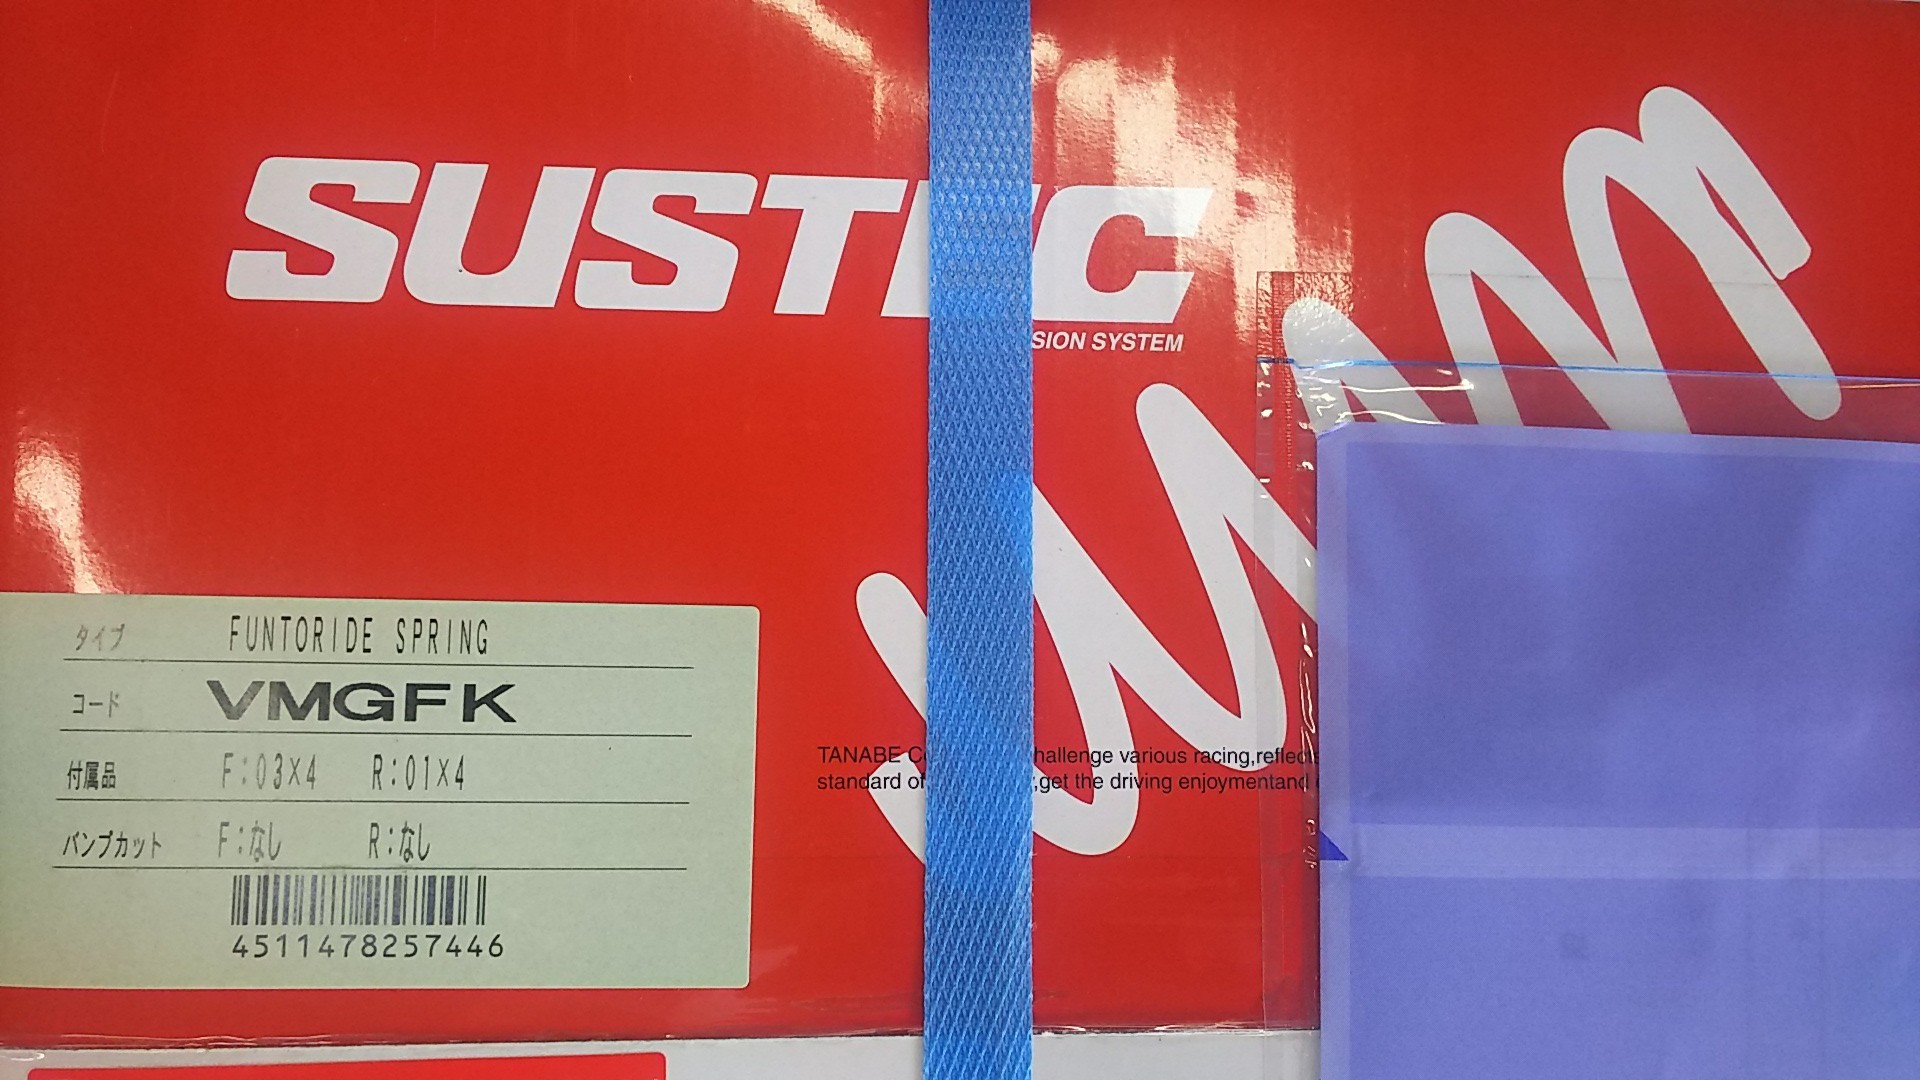 SUST C
SION SYSTEM
タイプ FUNTORIDE SPRING
コード VMGFK
付属品 F:03×4 R:01×4
バンプカット F:なし R:なし
4511478257446
TANABE C hallenge various racing,reflec
standard of ,get the driving enjoymentand